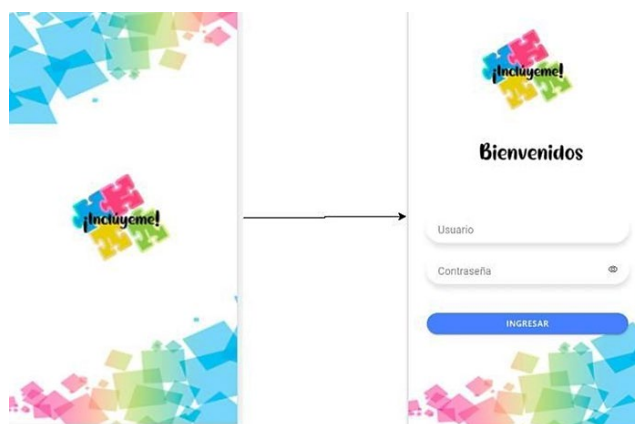 ¡Inclúyeme!
¡Inclúyeme!
Bienvenidos
Usuario
Contraseña
INGRESAR